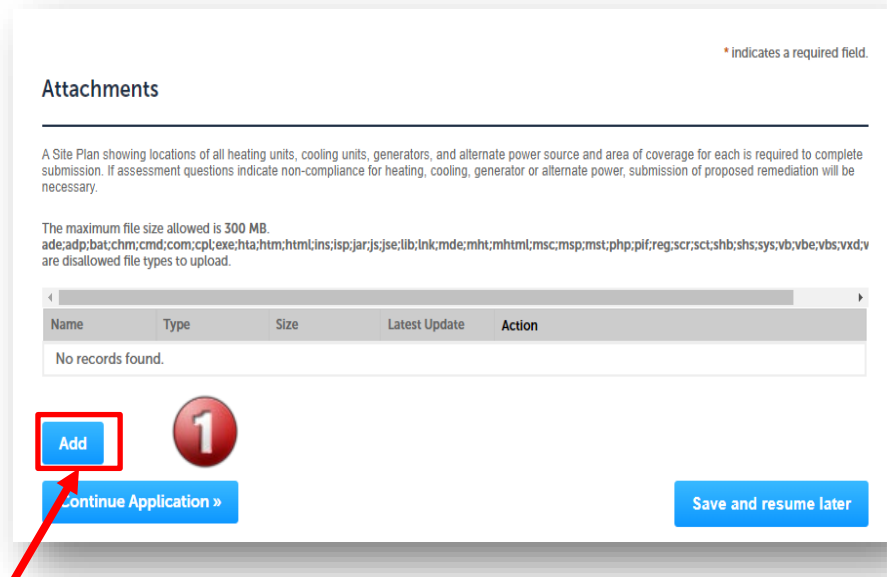 * indicates a required field.
Attachments
A Site Plan showing locations of all heating units, cooling units, generators, and alternate power source and area of coverage for each is required to complete
submission. If assessment questions indicate non-compliance for heating, cooling, generator or alternate power, submission of proposed remediation will be
necessary.
The maximum file size allowed is 300 MB.
ade;adp;bat;chm;cmd;com;cpl;exe;hta;htm;html;ins;isp;jar;js;jse;lib;lnk;mde;mht;mhtml;msc;msp;mst;php;pif;reg;scr;sct;shb;shs;sys;vb;vbe;vbs;vxd;
are disallowed file types to upload.
Name Type Size Latest Update Action
No records found.
Add
1
Continue Application »
Save and resume later